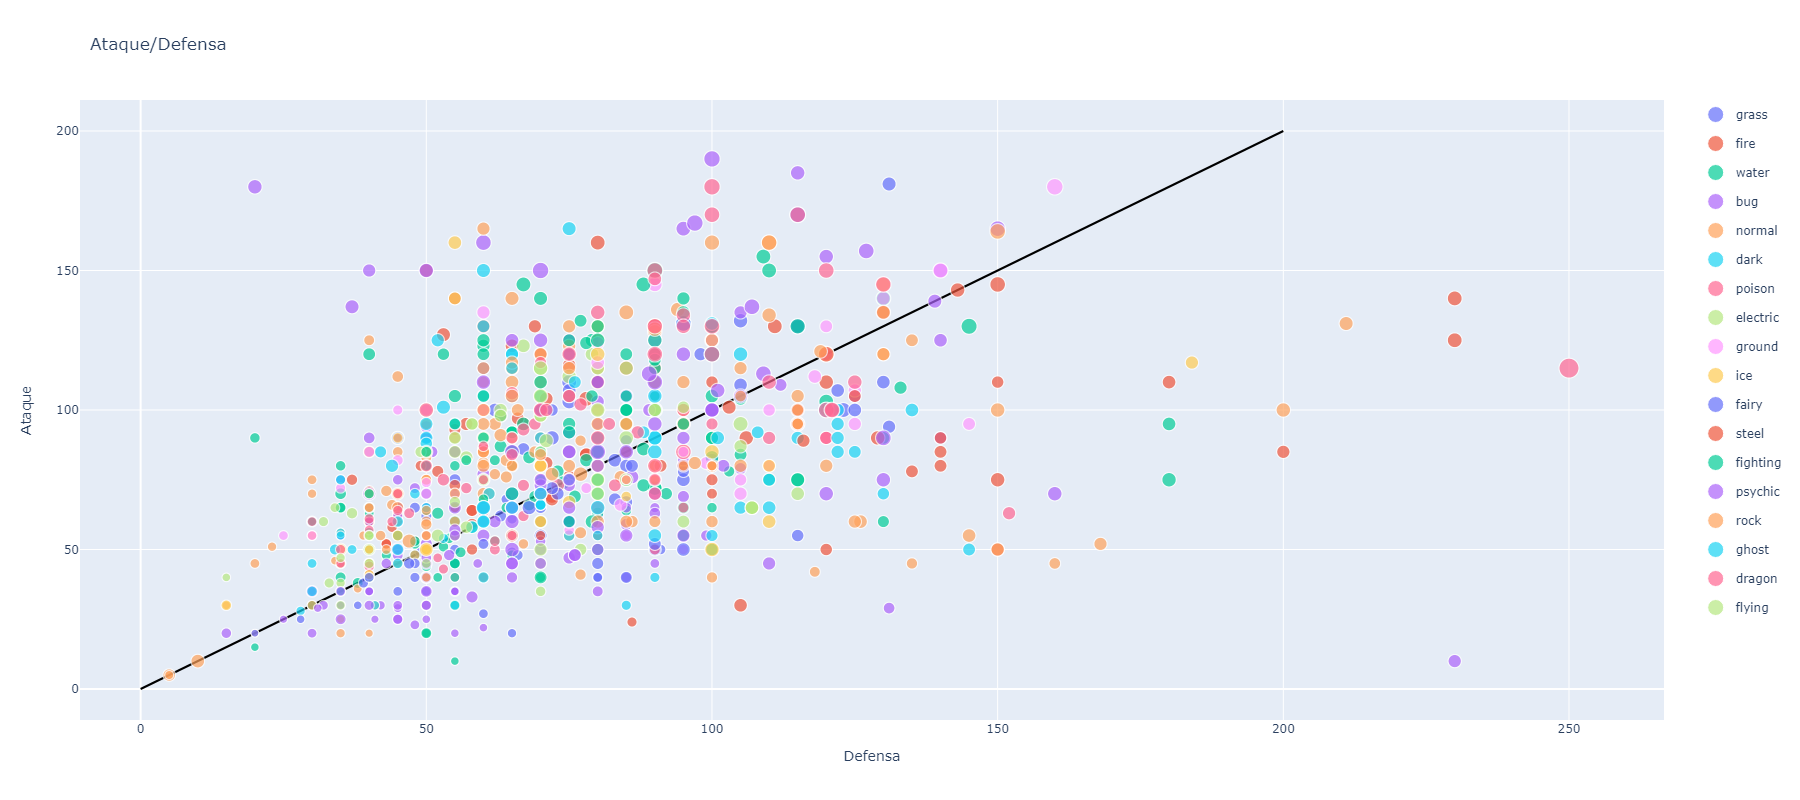 Ataque/Defensa
200
150
100
50
0
Ataque
0 50 100 150 200 250
Defensa
grass
fire
water
bug
normal
dark
poison
electric
ground
ice
fairy
steel
fighting
psychic
rock
ghost
dragon
flying